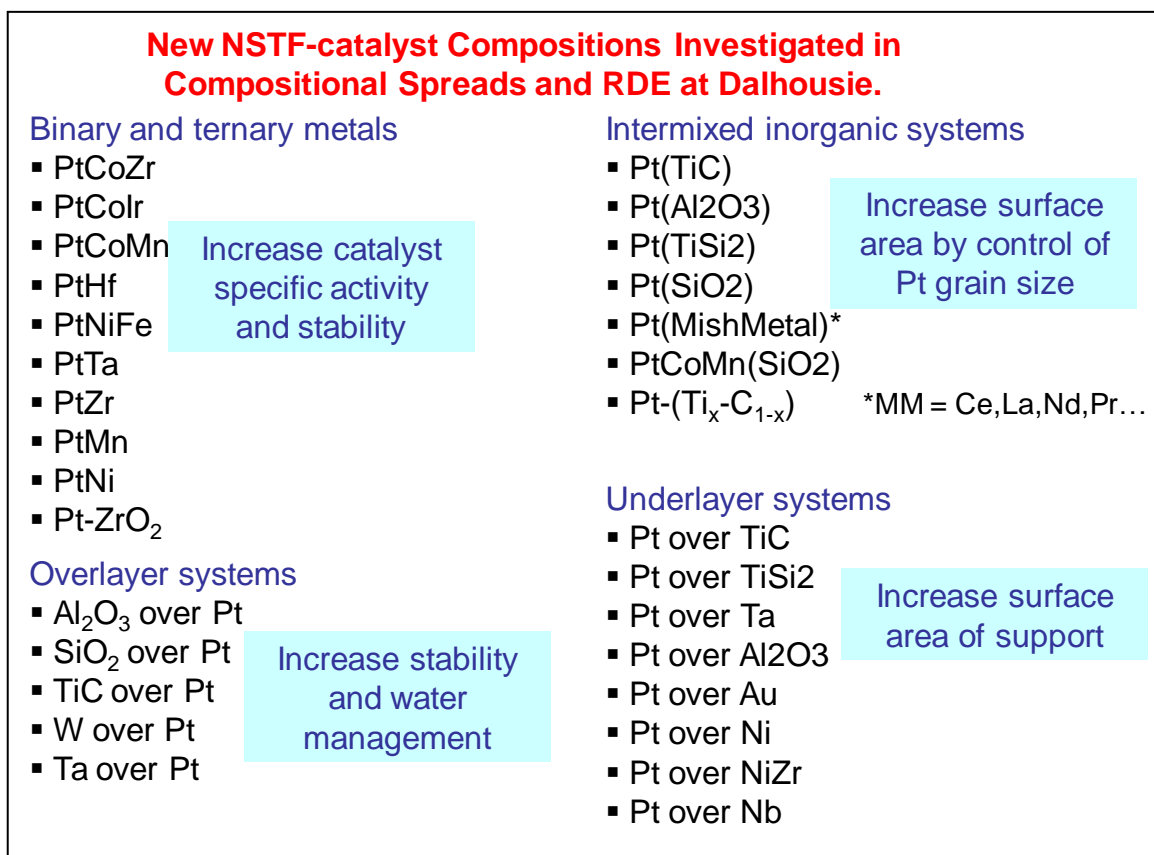 New NSTF-catalyst Compositions Investigated in
Compositional Spreads and RDE at Dalhousie.
Binary and ternary metals
▪ PtCoZr
▪ PtCoIr
▪ PtCoMn
▪ PtHf
▪ PtNiFe
▪ PtTa
▪ PtZr
▪ PtMn
▪ PtNi
▪ Pt-ZrO₂
Increase catalyst
specific activity
and stability
Overlayer systems
▪ Al₂O₃ over Pt
▪ SiO₂ over Pt
▪ TiC over Pt
▪ W over Pt
▪ Ta over Pt
Increase stability
and water
management
Intermixed inorganic systems
▪ Pt(TiC)
▪ Pt(Al2O3)
▪ Pt(TiSi2)
▪ Pt(SiO2)
▪ Pt(MishMetal)*
▪ PtCoMn(SiO2)
▪ Pt-(Tiₓ-C₁₋ₓ) *MM = Ce,La,Nd,Pr…
Increase surface
area by control of
Pt grain size
Underlayer systems
▪ Pt over TiC
▪ Pt over TiSi2
▪ Pt over Ta
▪ Pt over Al2O3
▪ Pt over Au
▪ Pt over Ni
▪ Pt over NiZr
▪ Pt over Nb
Increase surface
area of support